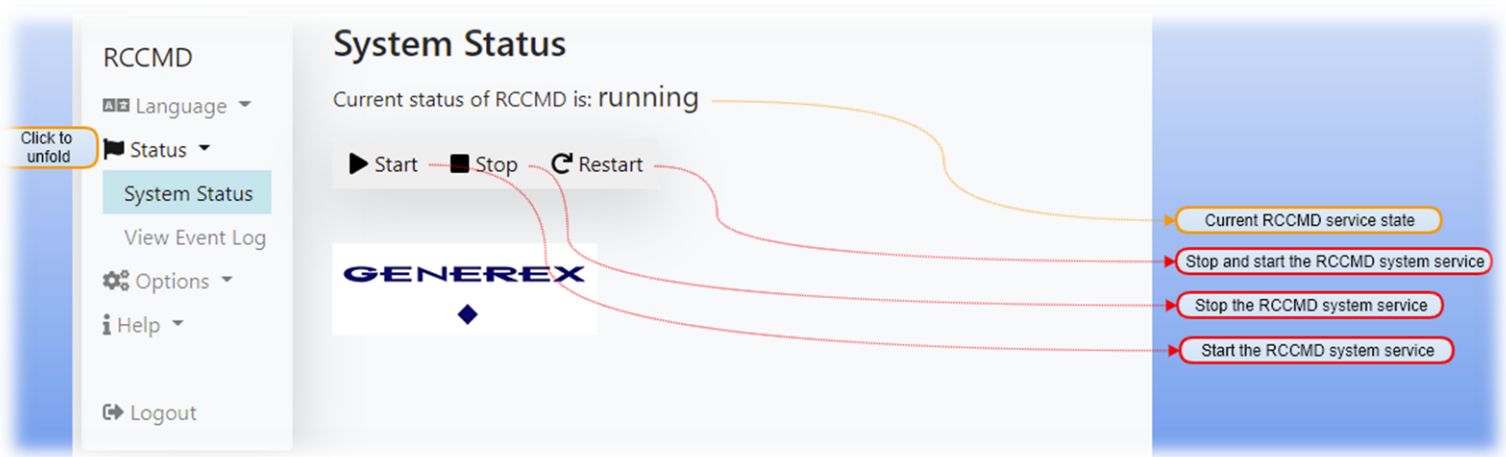 RCCMD
Language
Click to
unfold
Status
System Status
View Event Log
Options
Help
Logout
System Status
Current status of RCCMD is: running
Start Stop Restart
GENEREX
Current RCCMD service state
Stop and start the RCCMD system service
Stop the RCCMD system service
Start the RCCMD system service